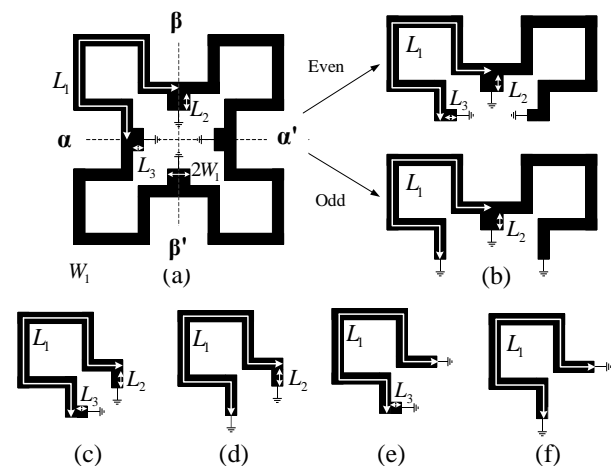 β
L₁
L₂
α
α'
L₃
2W₁
β'
W₁
(a)
Even
Odd
L₁
L₂
L₃
L₁
L₂
(b)
L₁
L₂
L₃
(c)
L₁
L₂
(d)
L₁
L₃
(e)
L₁
(f)